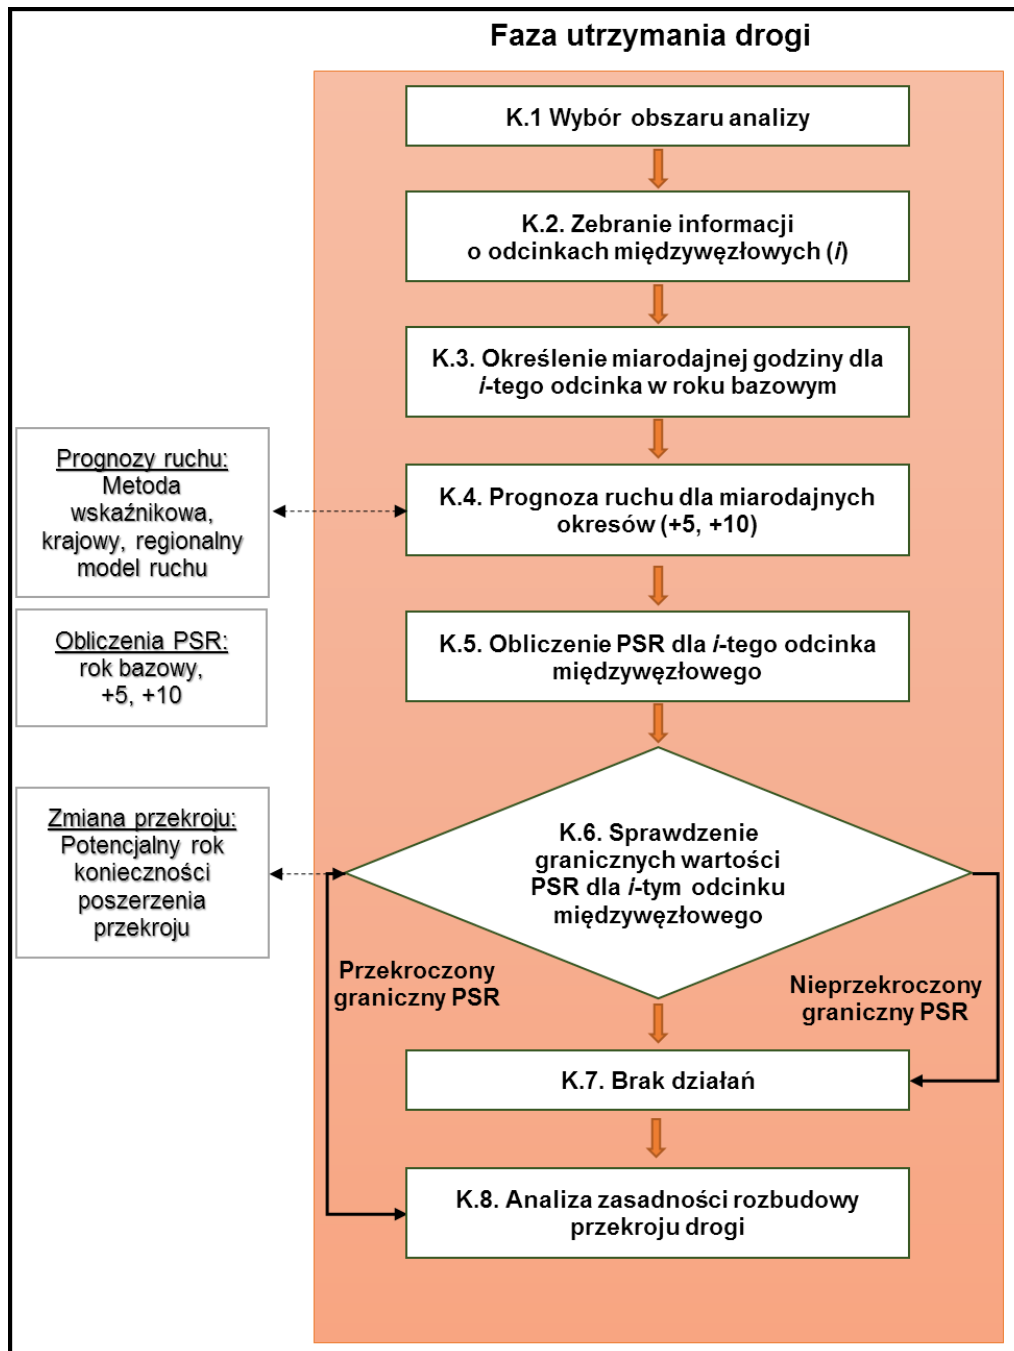 Faza utrzymania drogi
K.1 Wybór obszaru analizy
K.2. Zebranie informacji
o odcinkach międzywęzłowych (i)
K.3. Określenie miarodajnej godziny dla
i-tego odcinka w roku bazowym
Prognozy ruchu:
Metoda
wskaźnikowa,
krajowy, regionalny
model ruchu
K.4. Prognoza ruchu dla miarodajnych
okresów (+5, +10)
Obliczenia PSR:
rok bazowy,
+5, +10
K.5. Obliczenie PSR dla i-tego odcinka
międzywęzłowego
Zmiana przekroju:
Potencjalny rok
konieczności
poszerzenia
przekroju
K.6. Sprawdzenie
granicznych wartości
PSR dla i-tym odcinku
międzywęzłowego
Przekroczony
graniczny PSR
Nieprzekroczony
graniczny PSR
K.7. Brak działań
K.8. Analiza zasadności rozbudowy
przekroju drogi